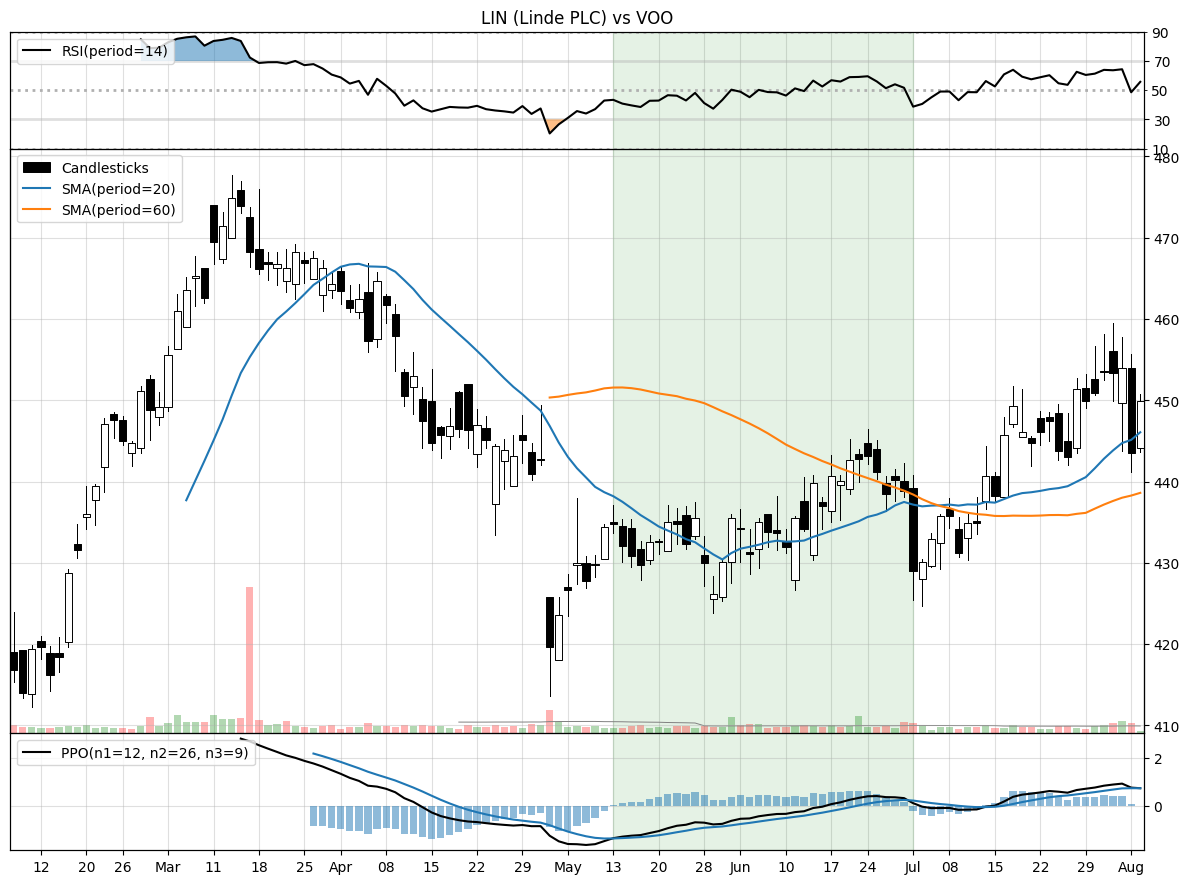 LIN (Linde PLC) vs VOO
RSI(period=14)
90
70
50
30
10
Candlesticks
SMA(period=20)
SMA(period=60)
480
470
460
450
440
430
420
410
PPO(n1=12, n2=26, n3=9)
2
0
12 20 26 Mar 11 18 Apr 08 15 22 29 May 13 20 28 Jun 10 17 24 Jul 08 15 22 29 Aug